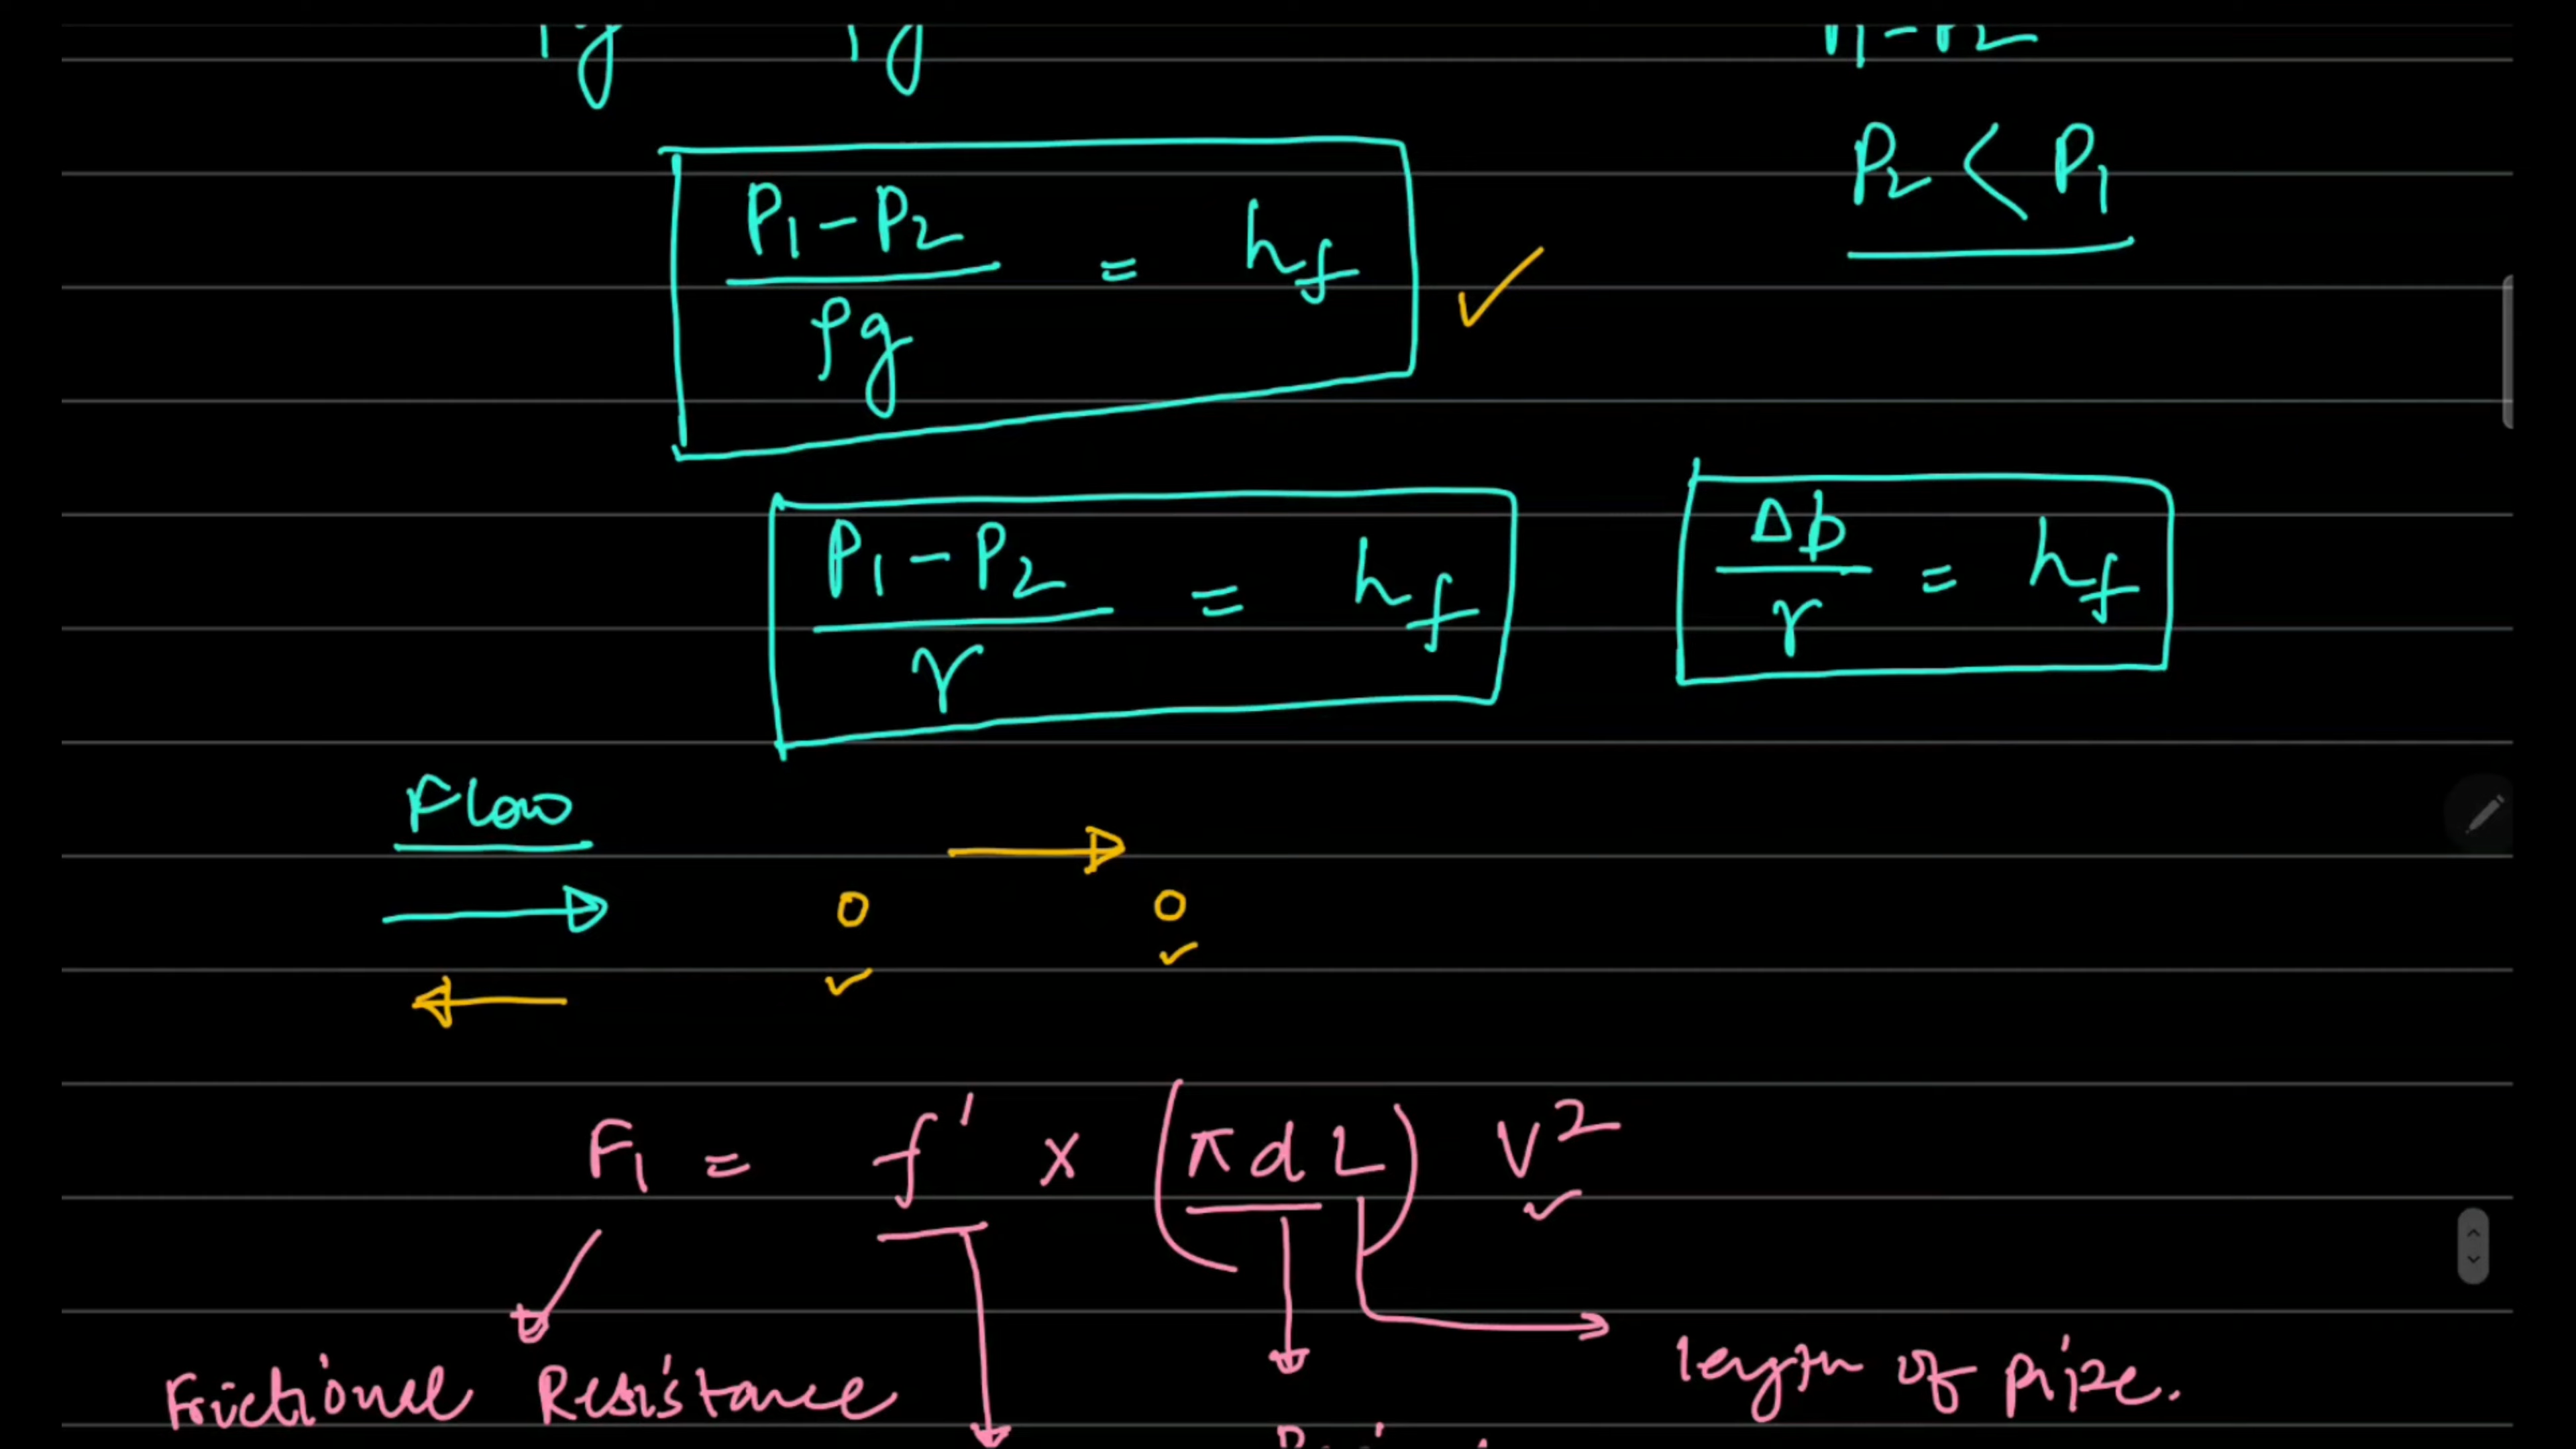 P₂ < P₁
(P₁ - P₂)/ρg = h_f
(P₁ - P₂)/γ = h_f
Δp/γ = h_f
Flow
F₁ = f' × (πdL) V²
length of pipe.
Frictional Resistance